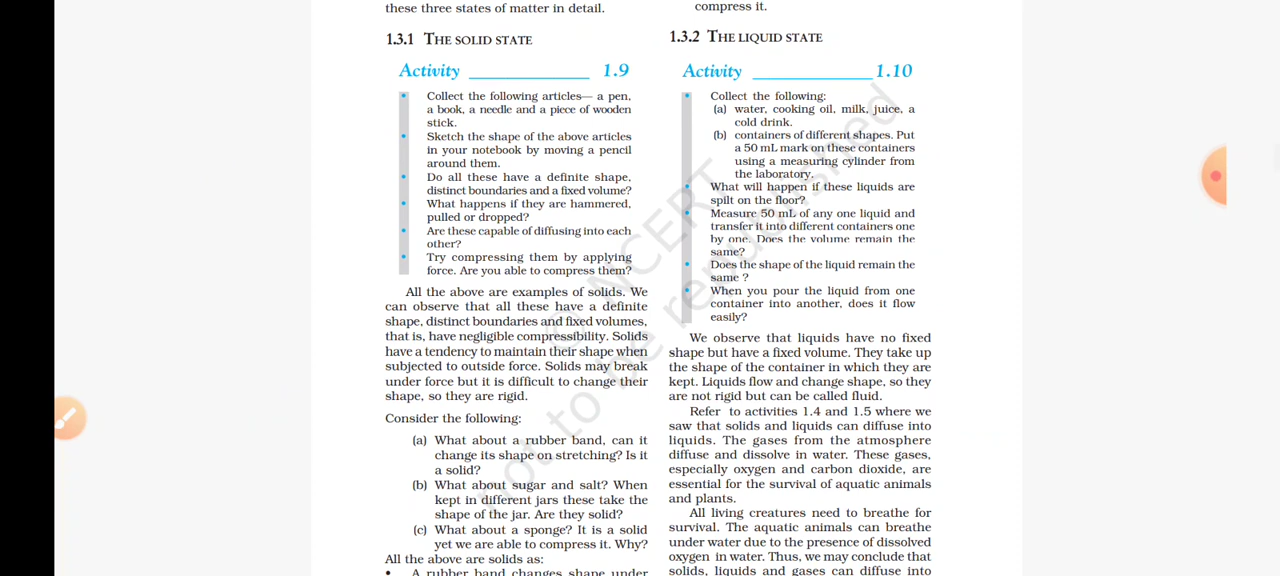 these three states of matter in detail.
1.3.1 THE SOLID STATE
Activity ____________ 1.9
• Collect the following articles— a pen,
a book, a needle and a piece of wooden
stick.
• Sketch the shape of the above articles
in your notebook by moving a pencil
around them.
• Do all these have a definite shape,
distinct boundaries and a fixed volume?
• What happens if they are hammered,
pulled or dropped?
• Are these capable of diffusing into each
other?
• Try compressing them by applying
force. Are you able to compress them?
All the above are examples of solids. We
can observe that all these have a definite
shape, distinct boundaries and fixed volumes,
that is, have negligible compressibility. Solids
have a tendency to maintain their shape when
subjected to outside force. Solids may break
under force but it is difficult to change their
shape, so they are rigid.
Consider the following:
(a) What about a rubber band, can it
change its shape on stretching? Is it
a solid?
(b) What about sugar and salt? When
kept in different jars these take the
shape of the jar. Are they solid?
(c) What about a sponge? It is a solid
yet we are able to compress it. Why?
All the above are solids as:
• A rubber band changes shape under
compress it.
1.3.2 THE LIQUID STATE
Activity ____________ 1.10
• Collect the following:
(a) water, cooking oil, milk, juice, a
cold drink.
(b) containers of different shapes. Put
a 50 mL mark on these containers
using a measuring cylinder from
the laboratory.
• What will happen if these liquids are
spilt on the floor?
• Measure 50 mL of any one liquid and
transfer it into different containers one
by one. Does the volume remain the
same?
• Does the shape of the liquid remain the
same ?
• When you pour the liquid from one
container into another, does it flow
easily?
We observe that liquids have no fixed
shape but have a fixed volume. They take up
the shape of the container in which they are
kept. Liquids flow and change shape, so they
are not rigid but can be called fluid.
Refer to activities 1.4 and 1.5 where we
saw that solids and liquids can diffuse into
liquids. The gases from the atmosphere
diffuse and dissolve in water. These gases,
especially oxygen and carbon dioxide, are
essential for the survival of aquatic animals
and plants.
All living creatures need to breathe for
survival. The aquatic animals can breathe
under water due to the presence of dissolved
oxygen in water. Thus, we may conclude that
solids, liquids and gases can diffuse into
© NCERT
not to be republished